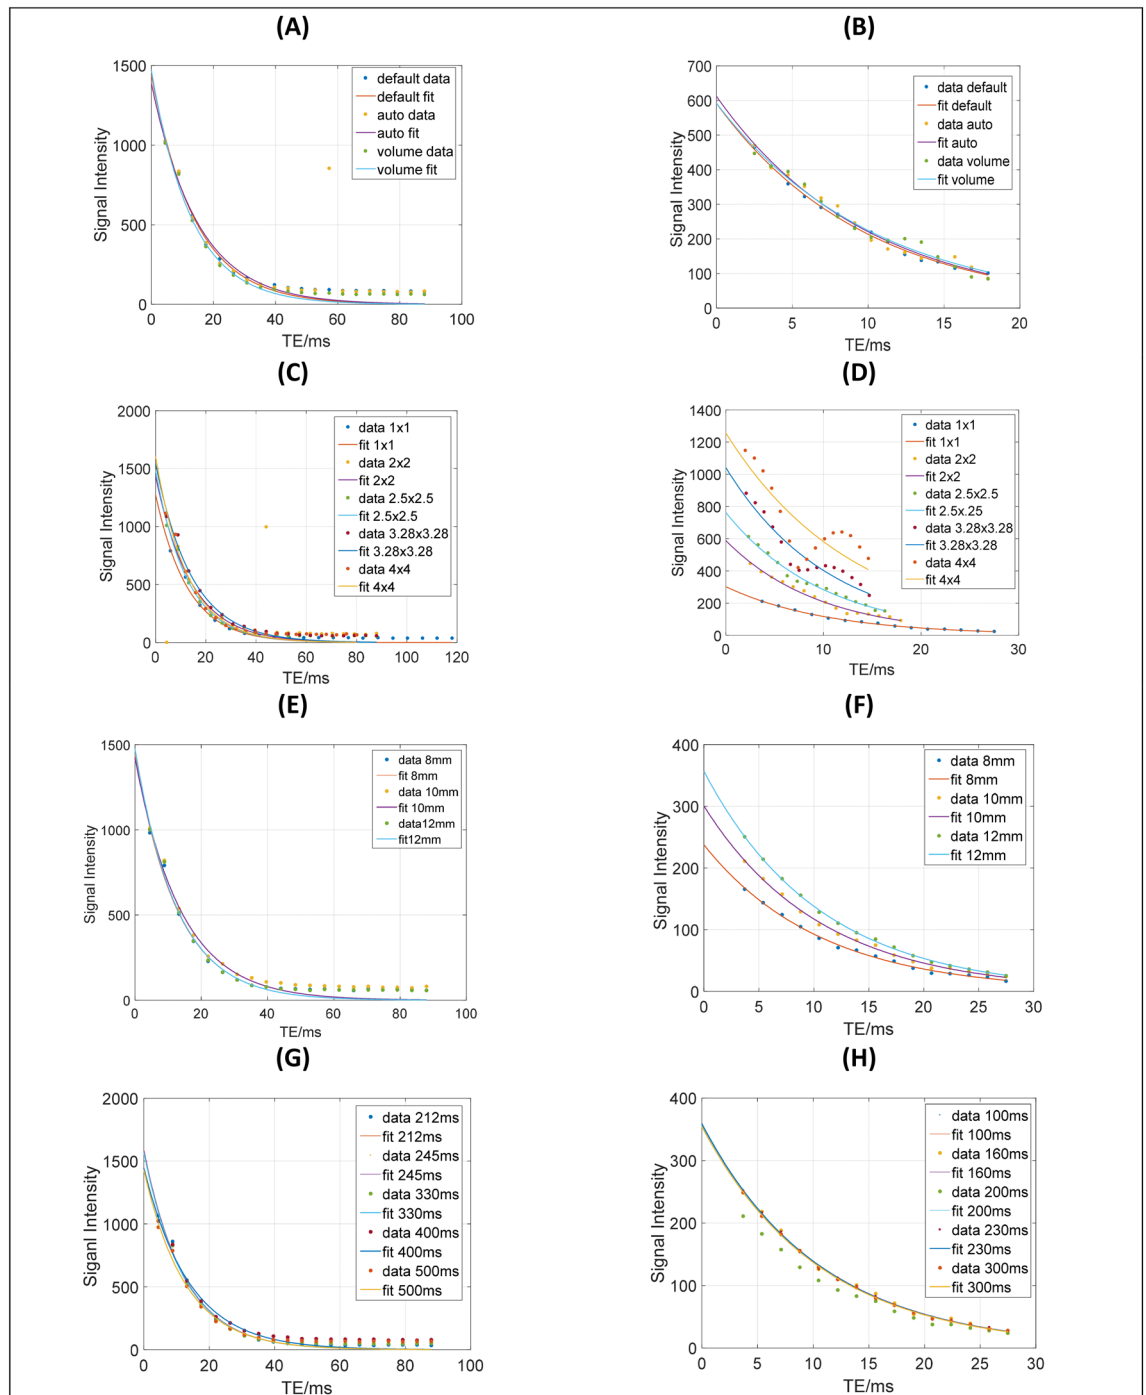 (A)
1500
1000
500
0
0 20 40 60 80 100
Signal Intensity
TE/ms
default data
default fit
auto data
auto fit
volume data
volume fit
(B)
700
600
500
400
300
200
100
0
0 5 10 15 20
Signal Intensity
TE/ms
data default
fit default
data auto
fit auto
data volume
fit volume
(C)
2000
1500
1000
500
0
0 20 40 60 80 100 120
Signal Intensity
TE/ms
data 1x1
fit 1x1
data 2x2
fit 2x2
data 2.5x2.5
fit 2.5x2.5
data 3.28x3.28
fit 3.28x3.28
data 4x4
fit 4x4
(D)
1400
1200
1000
800
600
400
200
0
0 10 20 30
Signal Intensity
TE/ms
data 1x1
fit 1x1
data 2x2
fit 2x2
data 2.5x2.5
fit 2.5x.25
data 3.28x3.28
fit 3.28x3.28
data 4x4
fit 4x4
(E)
1500
1000
500
0
0 20 40 60 80 100
Signal Intensity
TE/ms
data 8mm
fit 8mm
data 10mm
fit 10mm
data12mm
fit12mm
(F)
400
300
200
100
0
0 5 10 15 20 25 30
Signal Intensity
TE/ms
data 8mm
fit 8mm
data 10mm
fit 10mm
data 12mm
fit 12mm
(G)
2000
1500
1000
500
0
0 20 40 60 80 100
Siganl Intensity
TE/ms
data 212ms
fit 212ms
data 245ms
fit 245ms
data 330ms
fit 330ms
data 400ms
fit 400ms
data 500ms
fit 500ms
(H)
400
300
200
100
0
0 5 10 15 20 25 30
Signal Intensity
TE/ms
data 100ms
fit 100ms
data 160ms
fit 160ms
data 200ms
fit 200ms
data 230ms
fit 230ms
data 300ms
fit 300ms